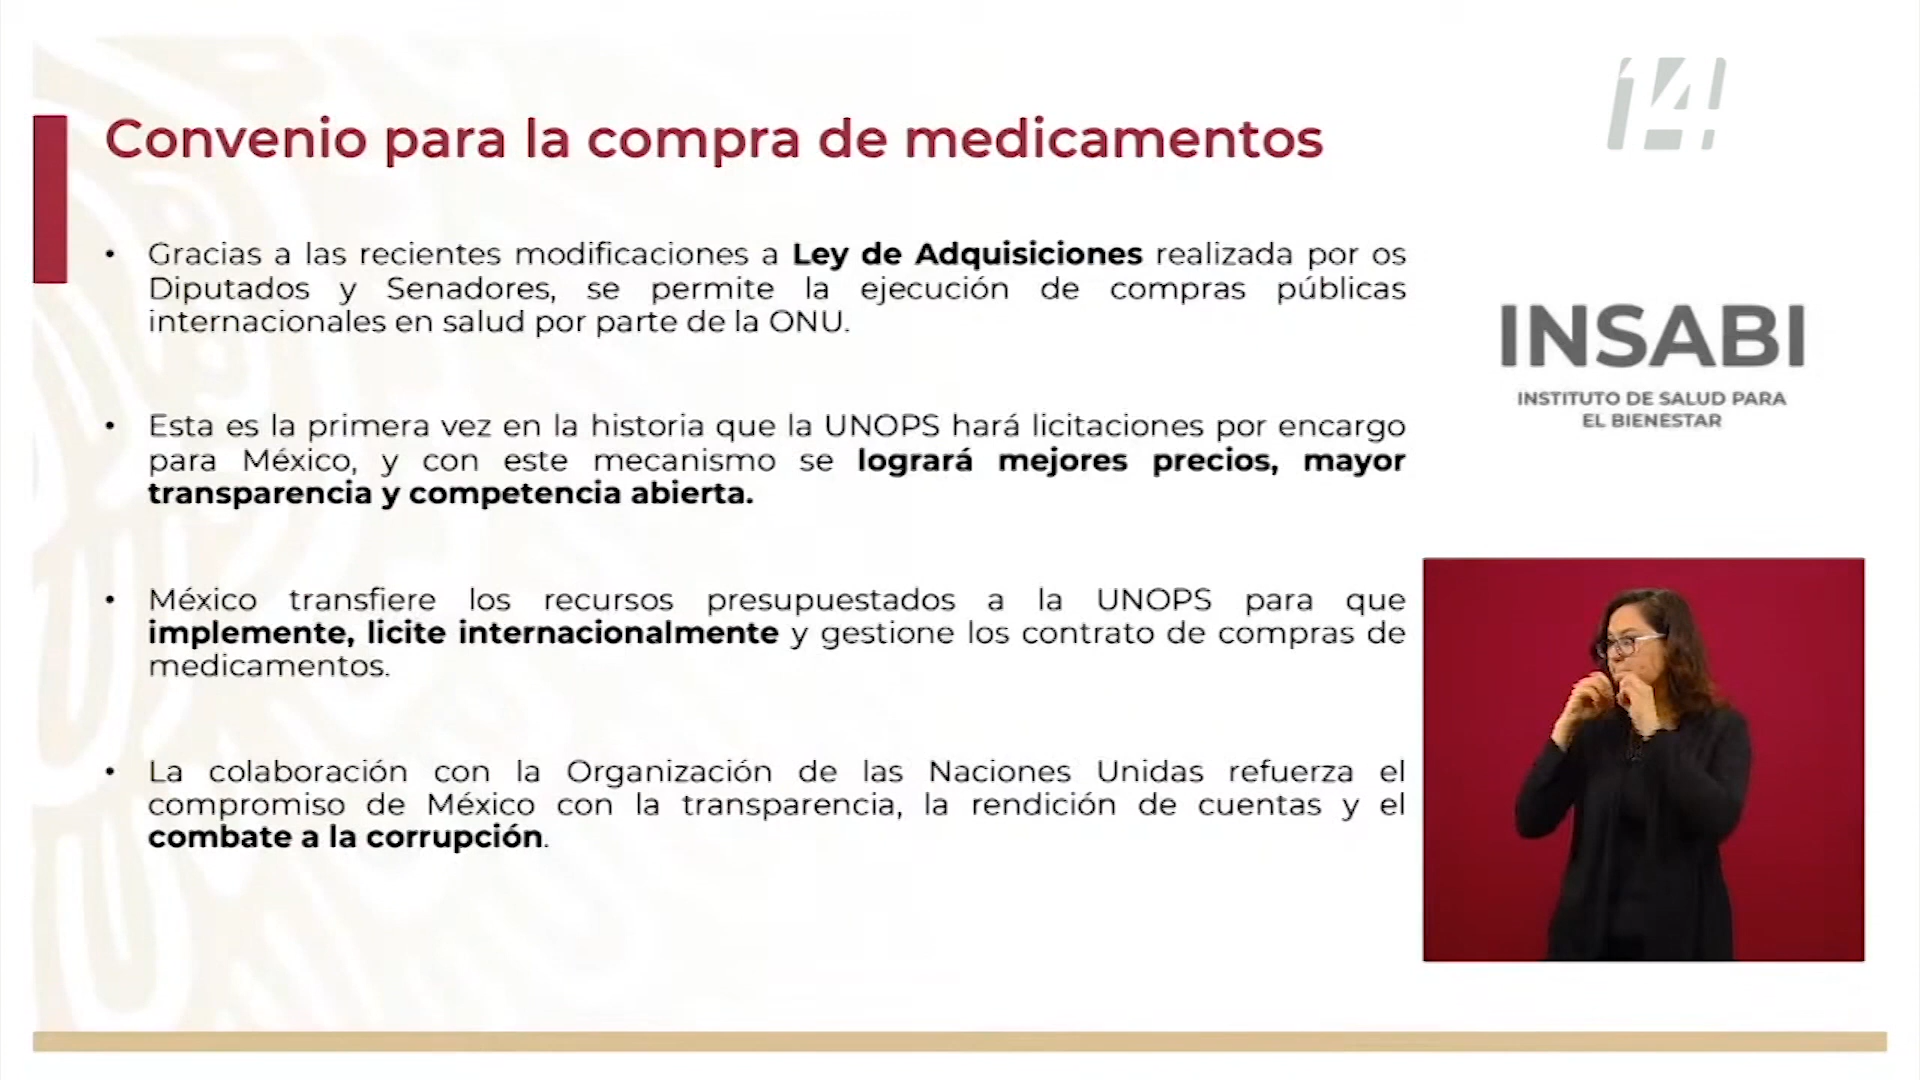 14!
Convenio para la compra de medicamentos
• Gracias a las recientes modificaciones a Ley de Adquisiciones realizada por os
Diputados y Senadores, se permite la ejecución de compras públicas
internacionales en salud por parte de la ONU.
• Esta es la primera vez en la historia que la UNOPS hará licitaciones por encargo
para México, y con este mecanismo se logrará mejores precios, mayor
transparencia y competencia abierta.
• México transfiere los recursos presupuestados a la UNOPS para que
implemente, licite internacionalmente y gestione los contrato de compras de
medicamentos.
• La colaboración con la Organización de las Naciones Unidas refuerza el
compromiso de México con la transparencia, la rendición de cuentas y el
combate a la corrupción.
INSABI
INSTITUTO DE SALUD PARA
EL BIENESTAR